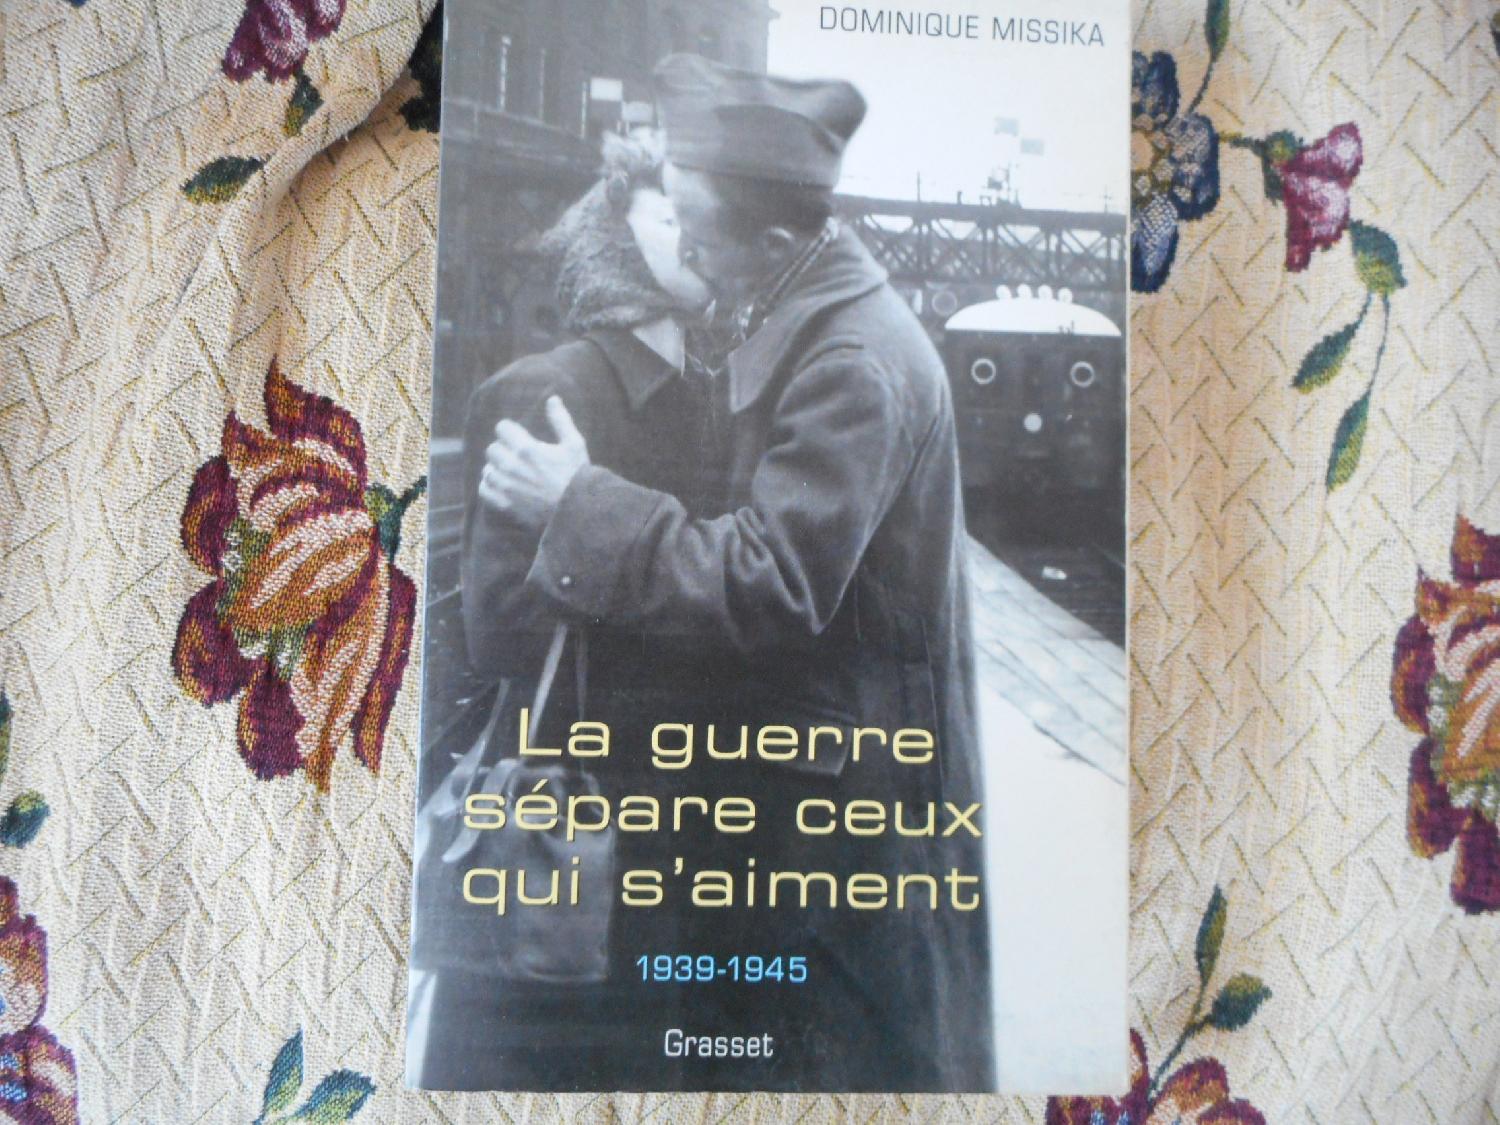 DOMINIQUE MISSIKA
La guerre
sépare ceux
qui s'aiment
1939-1945
Grasset